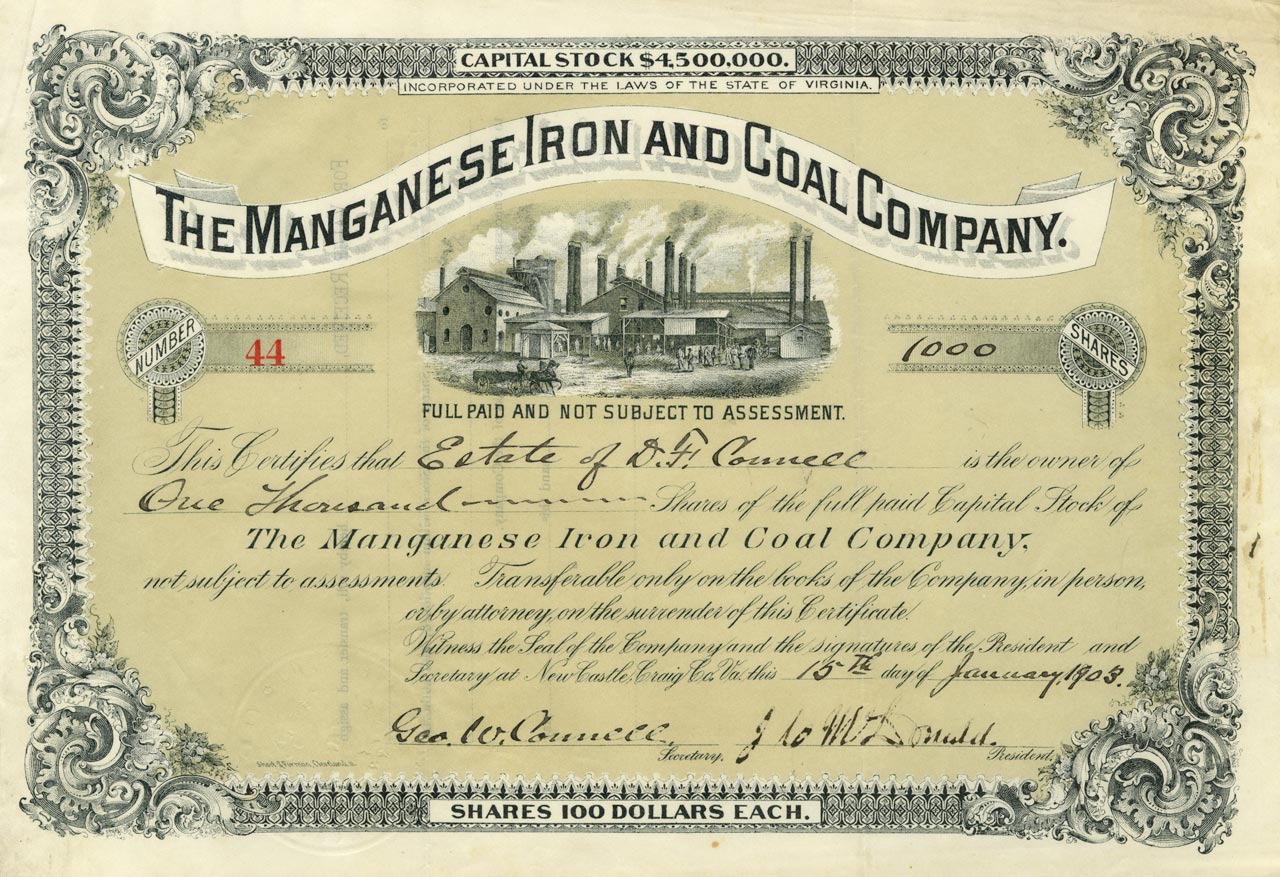 CAPITAL STOCK $4,500,000.
INCORPORATED UNDER THE LAWS OF THE STATE OF VIRGINIA.
THE MANGANESE IRON AND COAL COMPANY.
NUMBER 44
1000 SHARES
FULL PAID AND NOT SUBJECT TO ASSESSMENT.
This Certifies that Estate of D. F. Connell is the owner of
One Thousand Shares of the full paid Capital Stock of
The Manganese Iron and Coal Company,
not subject to assessments. Transferable only on the books of the Company, in person,
or by attorney, on the surrender of this Certificate.
Witness the Seal of the Company and the signatures of the President and
Secretary at New Castle, Craig Co. Va. this 15th day of January, 1903.
Geo. W. Connell Secretary. McDonald. President.
SHARES 100 DOLLARS EACH.